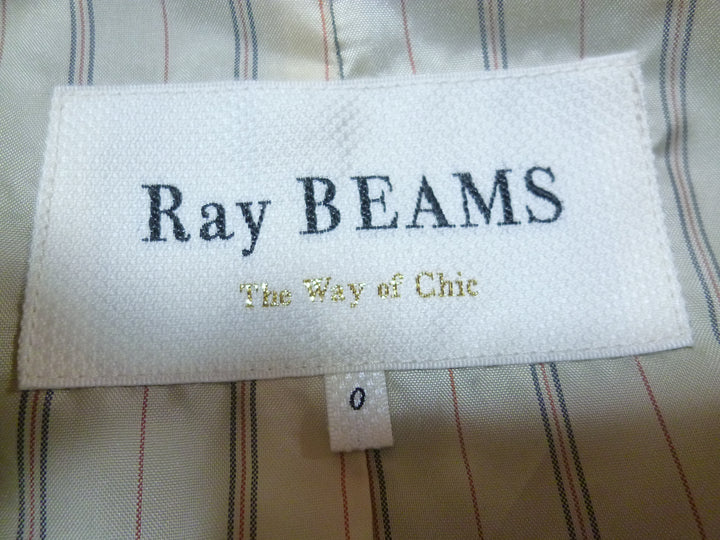 Ray BEAMS
The Way of Chic
0